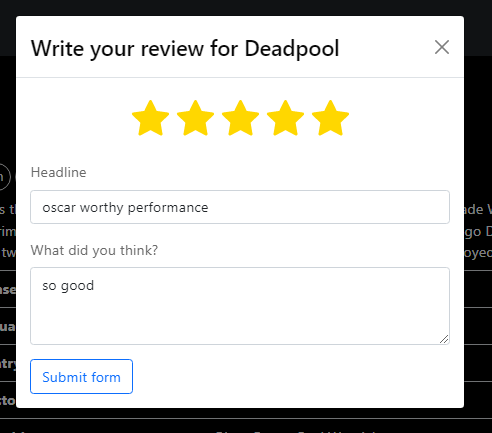 Write your review for Deadpool
Headline
oscar worthy performance
What did you think?
so good
Submit form